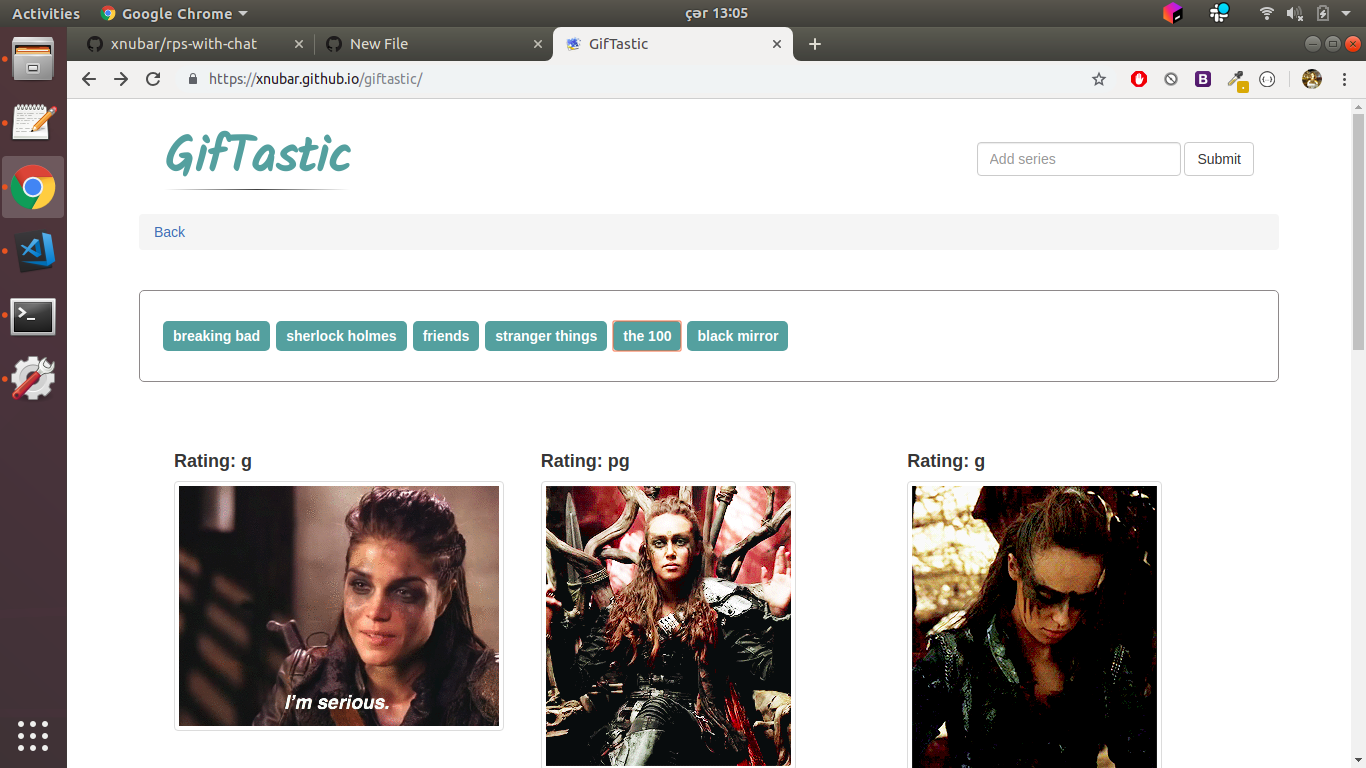 Activities Google Chrome çər 13:05
xnubar/rps-with-chat New File GifTastic
https://xnubar.github.io/giftastic/
GifTastic
Add series Submit
Back
breaking bad sherlock holmes friends stranger things the 100 black mirror
Rating: g Rating: pg Rating: g
I'm serious.